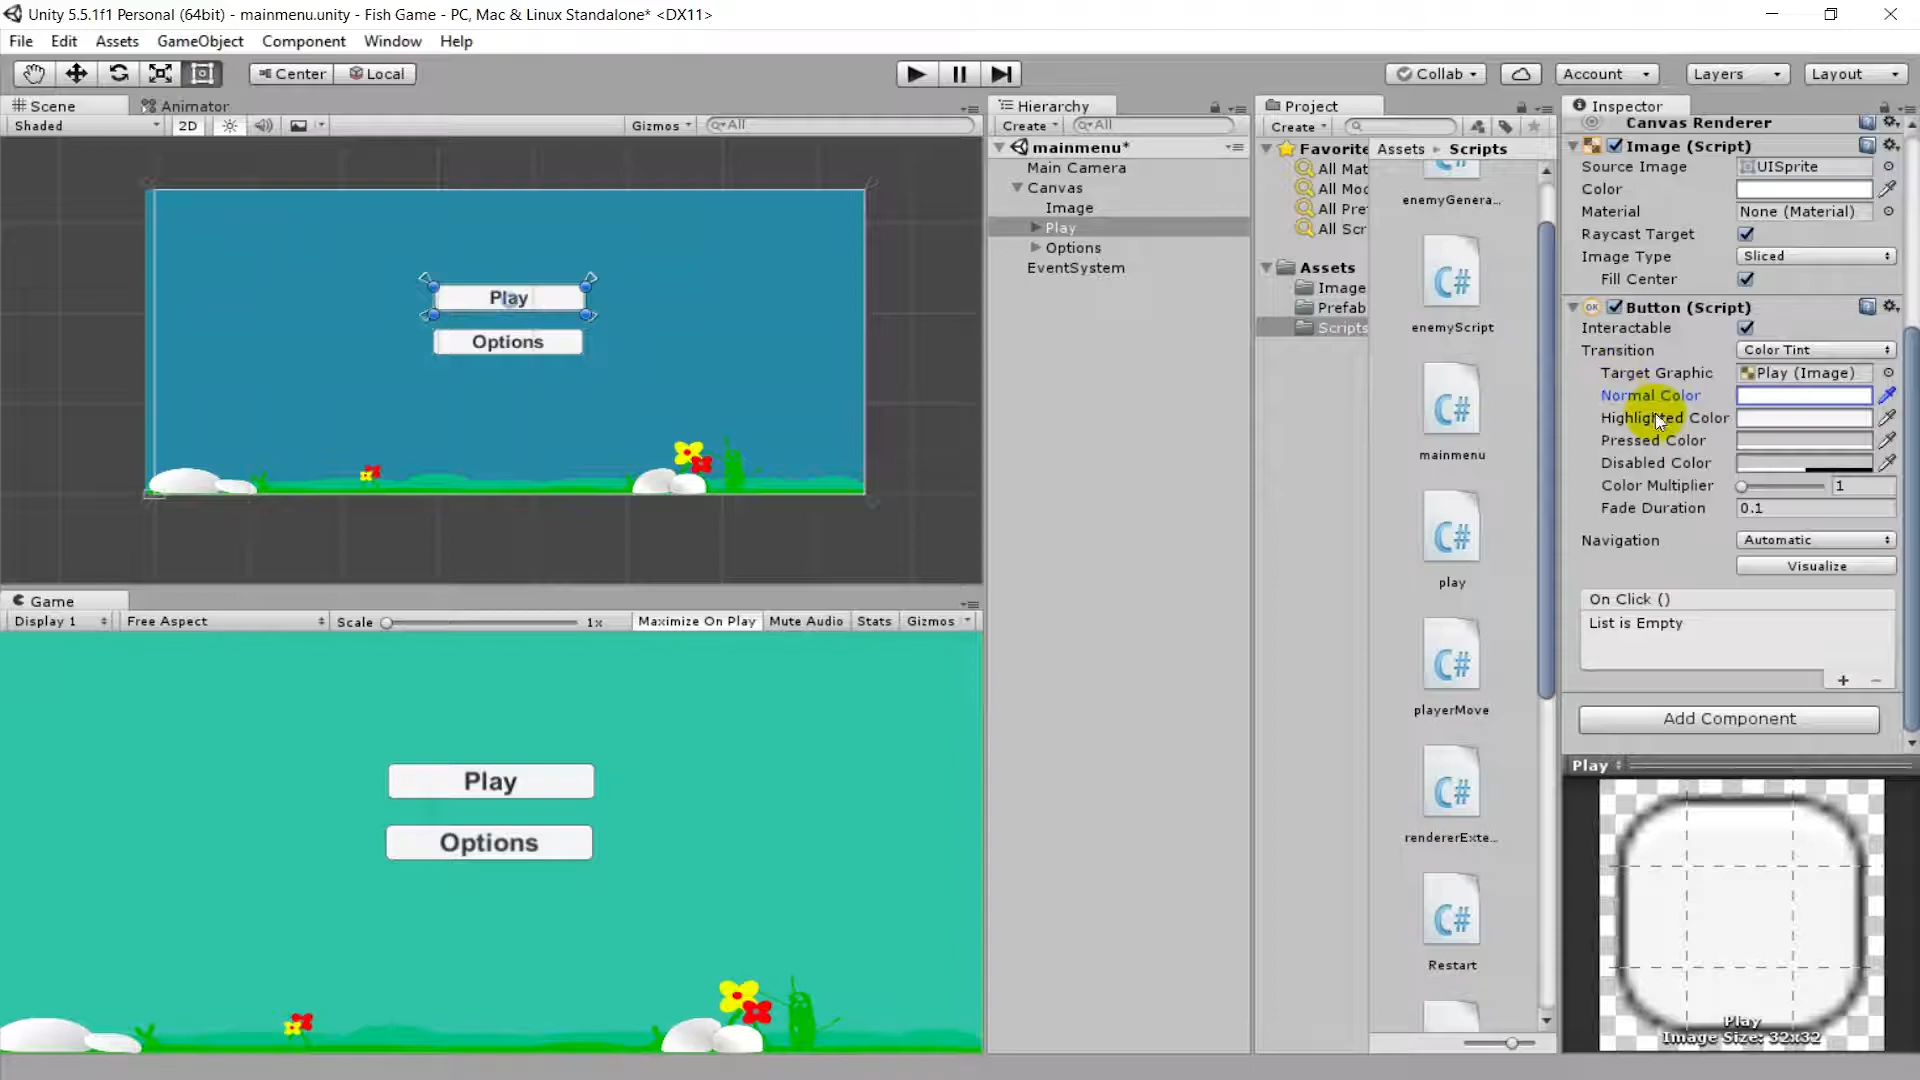 Unity 5.5.1f1 Personal (64bit) - mainmenu.unity - Fish Game - PC, Mac & Linux Standalone* <DX11>
File Edit Assets GameObject Component Window Help
Center Local Collab Account Layers Layout
Scene Animator
Shaded 2D Gizmos All
Play
Options
Game
Display 1 Free Aspect Scale 1x Maximize On Play Mute Audio Stats Gizmos
Play
Options
Hierarchy
Create All
mainmenu*
Main Camera
Canvas
Image
Play
Options
EventSystem
Project
Create
Favorite
All Mat
All Mod
All Pre
All Scr
Assets
Image
Prefab
Scripts
Assets Scripts
enemyGenera...
C#
enemyScript
C#
mainmenu
C#
play
C#
playerMove
C#
rendererExte...
C#
Restart
Inspector
Canvas Renderer
Image (Script)
Source Image UISprite
Color
Material None (Material)
Raycast Target
Image Type Sliced
Fill Center
OK Button (Script)
Interactable
Transition Color Tint
Target Graphic Play (Image)
Normal Color
Highlighted Color
Pressed Color
Disabled Color
Color Multiplier 1
Fade Duration 0.1
Navigation Automatic
Visualize
On Click ()
List is Empty
+ −
Add Component
Play
Play
Image Size: 32x32